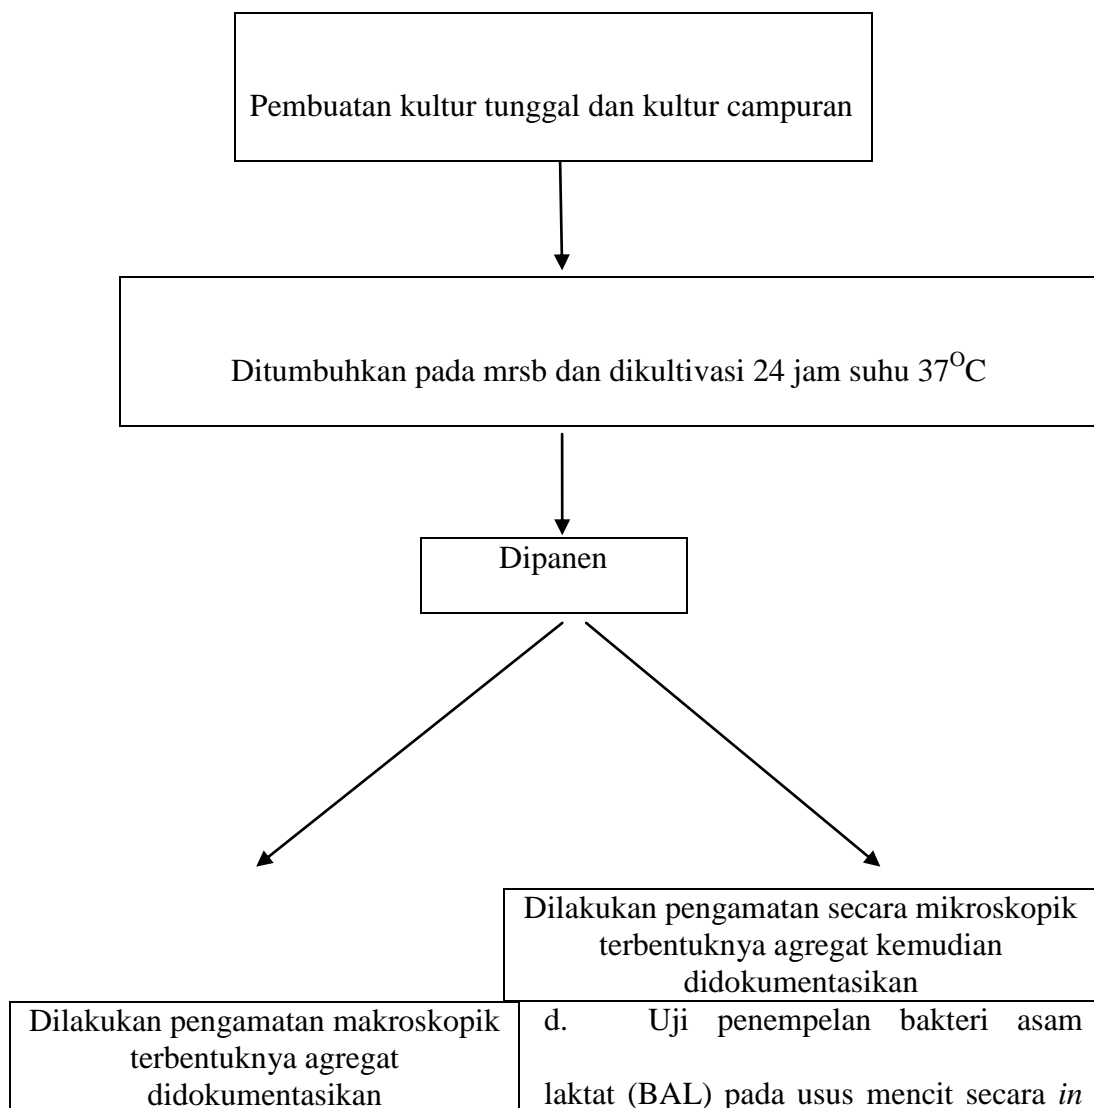 Pembuatan kultur tunggal dan kultur campuran
Ditumbuhkan pada mrsb dan dikultivasi 24 jam suhu 37OC
Dipanen
Dilakukan pengamatan secara mikroskopik
terbentuknya agregat kemudian
didokumentasikan
Dilakukan pengamatan makroskopik
terbentuknya agregat
didokumentasikan
d. Uji penempelan bakteri asam
laktat (BAL) pada usus mencit secara in